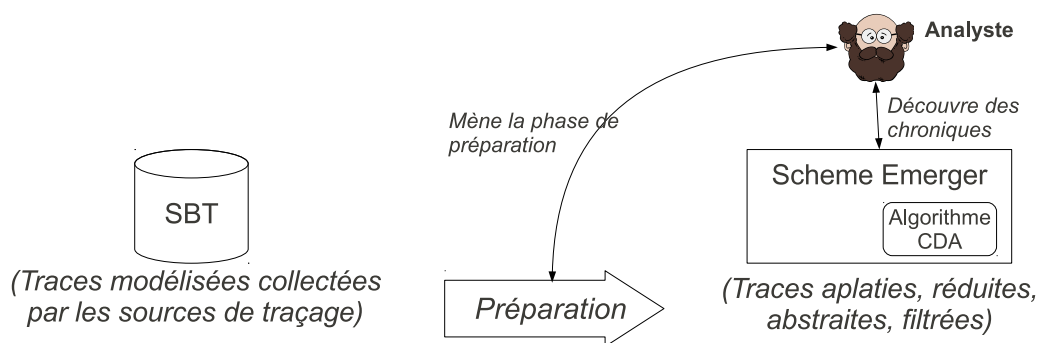 Analyste
Mène la phase de
préparation
Découvre des
chroniques
SBT
Scheme Emerger
Algorithme
CDA
(Traces modélisées collectées
par les sources de traçage)
Préparation
(Traces aplaties, réduites,
abstraites, filtrées)